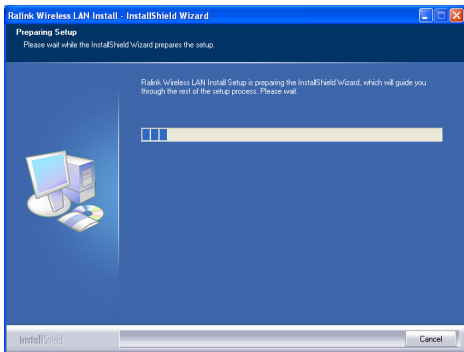 Ralink Wireless LAN Install - InstallShield Wizard
Preparing Setup
Please wait while the InstallShield Wizard prepares the setup.
Ralink Wireless LAN Install Setup is preparing the InstallShield Wizard, which will guide you
through the rest of the setup process. Please wait.
InstallShield
Cancel